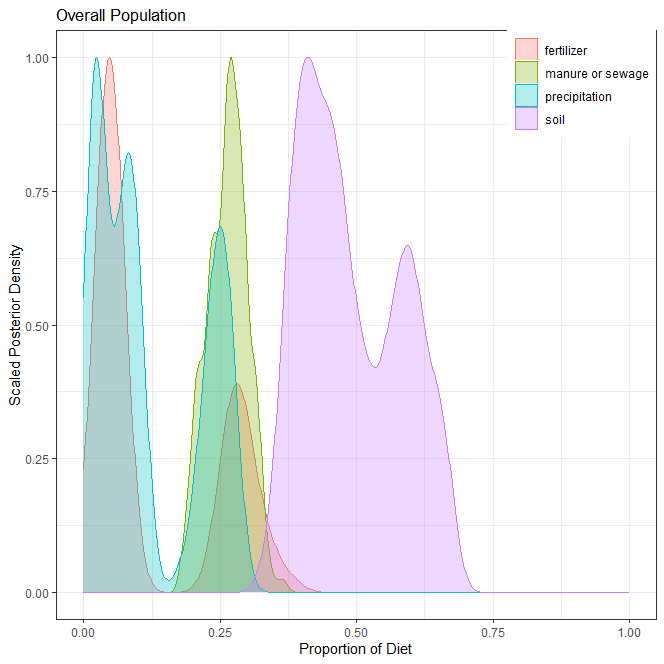 Overall Population
fertilizer
manure or sewage
precipitation
soil
1.00
0.75
0.50
0.25
0.00
Scaled Posterior Density
0.00 0.25 0.50 0.75 1.00
Proportion of Diet